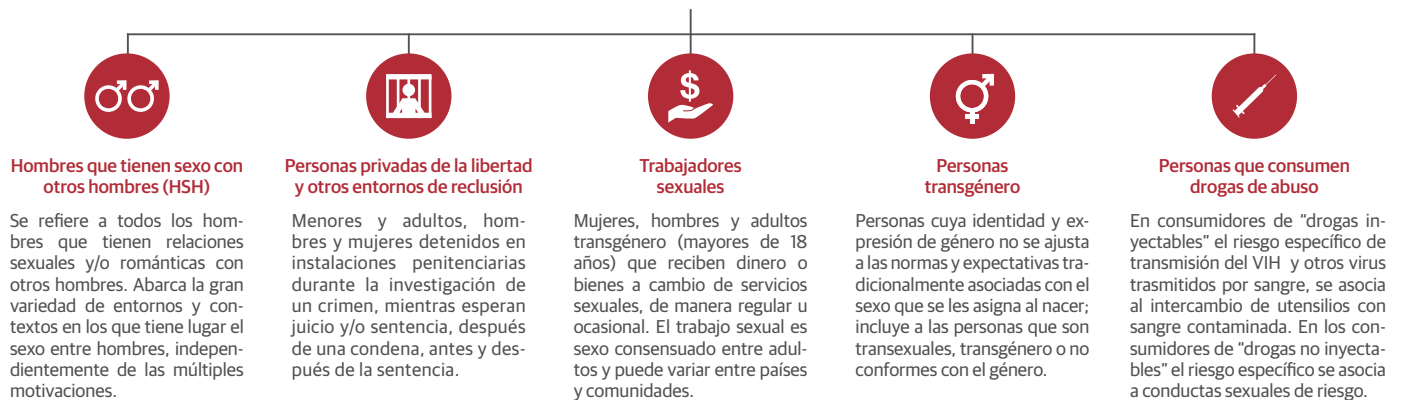 $
Hombres que tienen sexo con
otros hombres (HSH)
Se refiere a todos los hom-
bres que tienen relaciones
sexuales y/o románticas con
otros hombres. Abarca la gran
variedad de entornos y con-
textos en los que tiene lugar el
sexo entre hombres, indepen-
dientemente de las múltiples
motivaciones.
Personas privadas de la libertad
y otros entornos de reclusión
Menores y adultos, hom-
bres y mujeres detenidos en
instalaciones penitenciarias
durante la investigación de
un crimen, mientras esperan
juicio y/o sentencia, después
de una condena, antes y des-
pués de la sentencia.
Trabajadores
sexuales
Mujeres, hombres y adultos
transgénero (mayores de 18
años) que reciben dinero o
bienes a cambio de servicios
sexuales, de manera regular u
ocasional. El trabajo sexual es
sexo consensuado entre adul-
tos y puede variar entre países
y comunidades.
Personas
transgénero
Personas cuya identidad y ex-
presión de género no se ajusta
a las normas y expectativas tra-
dicionalmente asociadas con el
sexo que se les asigna al nacer;
incluye a las personas que son
transexuales, transgénero o no
conformes con el género.
Personas que consumen
drogas de abuso
En consumidores de “drogas in-
yectables” el riesgo específico de
transmisión del VIH y otros virus
trasmitidos por sangre, se asocia
al intercambio de utensilios con
sangre contaminada. En los con-
sumidores de “drogas no inyecta-
bles” el riesgo específico se asocia
a conductas sexuales de riesgo.